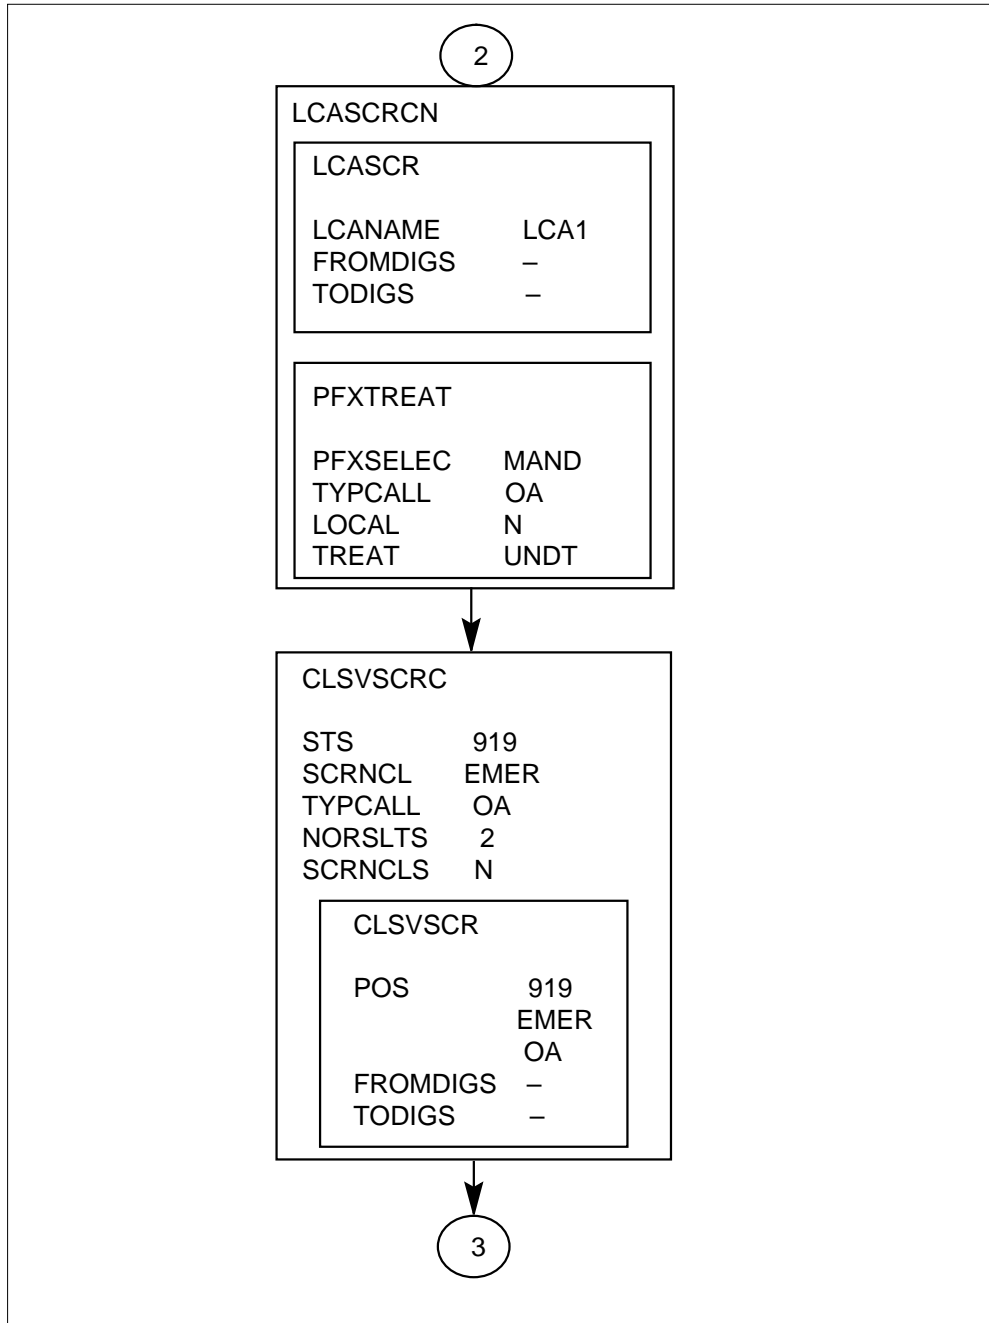 2
LCASCRCN
LCASCR
LCANAME LCA1
FROMDIGS –
TODIGS –
PFXTREAT
PFXSELEC MAND
TYPCALL OA
LOCAL N
TREAT UNDT
CLSVSCRC
STS 919
SCRNCL EMER
TYPCALL OA
NORSLTS 2
SCRNCLS N
CLSVSCR
POS 919
EMER
OA
FROMDIGS –
TODIGS –
3